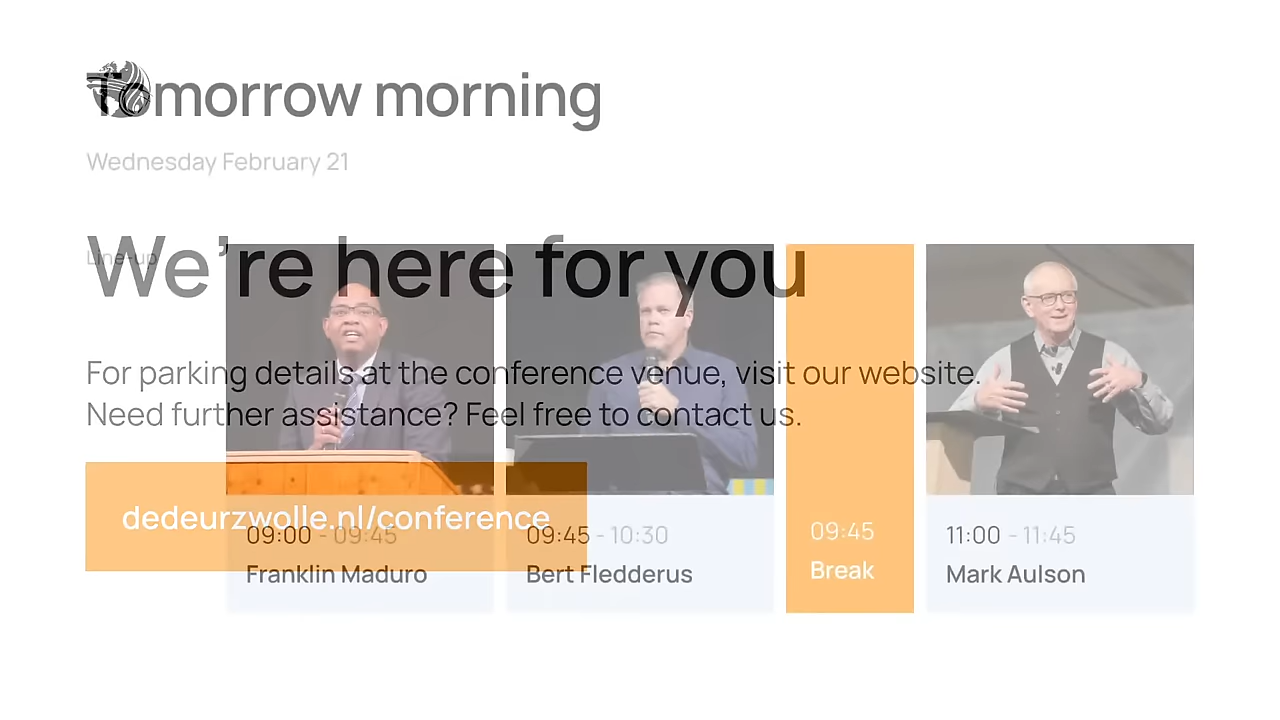 Tomorrow morning
Wednesday February 21
Line-up
We're here for you
For parking details at the conference venue, visit our website.
Need further assistance? Feel free to contact us.
dedeurzwolle.nl/conference
09:00 - 09:45
Franklin Maduro
09:45 - 10:30
Bert Fledderus
09:45
Break
11:00 - 11:45
Mark Aulson